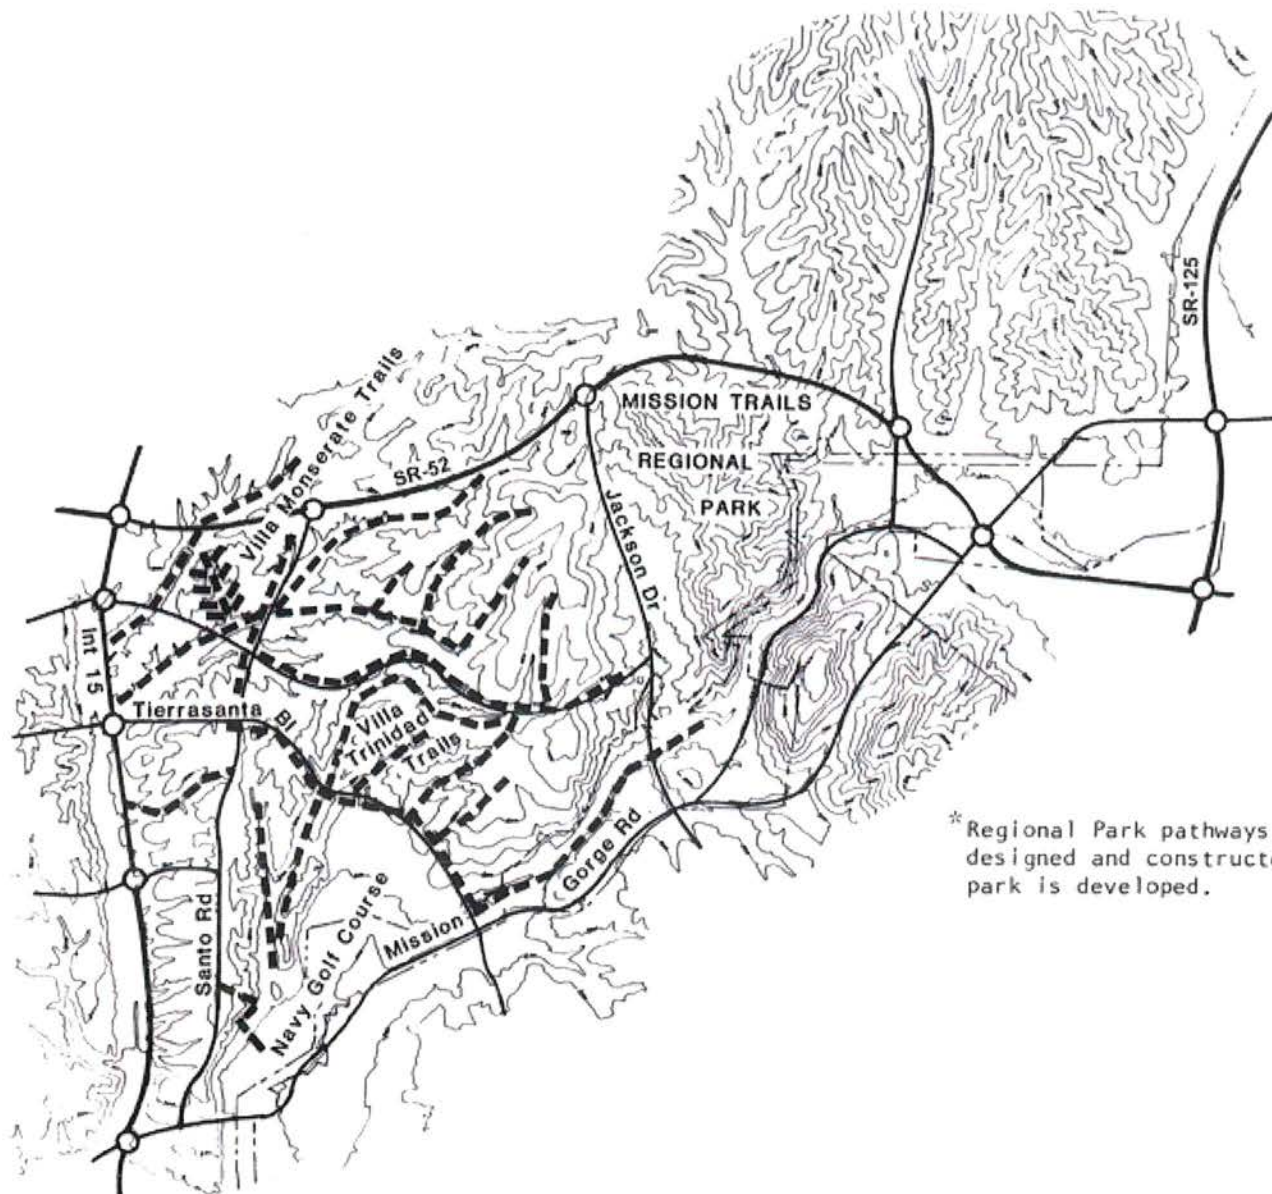 SR-125
Villa Monserate Trails
MISSION TRAILS
REGIONAL
PARK
SR-52
Jackson Dr
Int 15
Tierrasanta Bl
Villa
Trinidad
Trails
Gorge Rd
Mission
Santo Rd
Navy Golf Course
*Regional Park pathways
designed and constructe
park is developed.